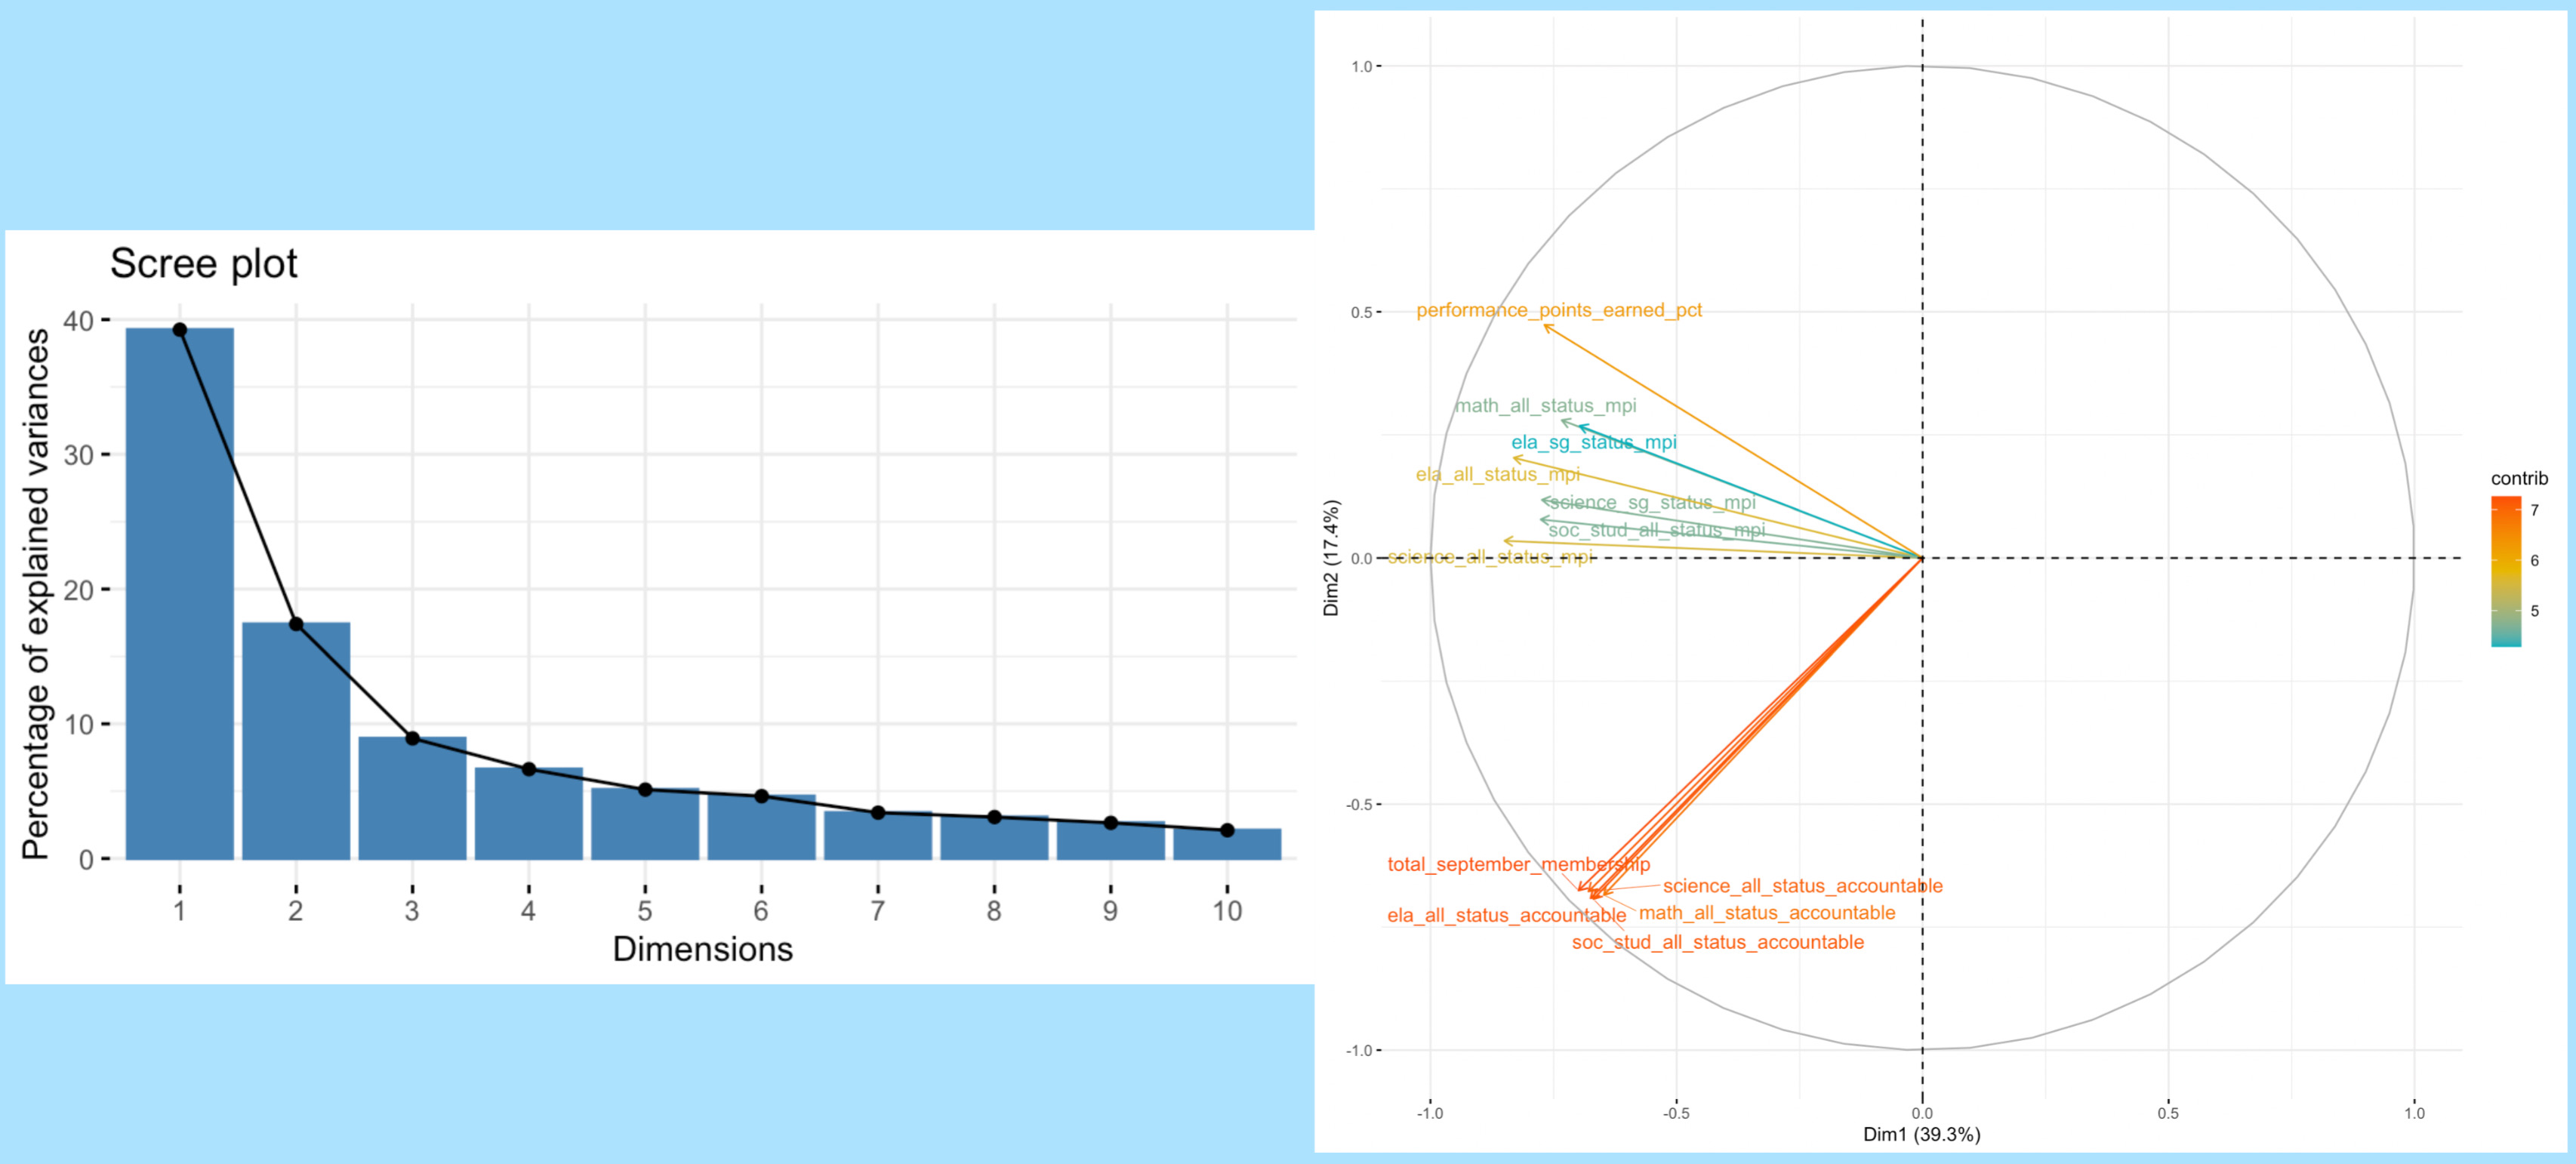 Scree plot
Percentage of explained variances
40
30
20
10
0
1 2 3 4 5 6 7 8 9 10
Dimensions
Dim2 (17.4%)
1.0
0.5
0.0
-0.5
-1.0
performance_points_earned_pct
math_all_status_mpi
ela_sg_status_mpi
ela_all_status_mpi
science_sg_status_mpi
soc_stud_all_status_mpi
science_all_status_mpi
total_september_membership
science_all_status_accountable
math_all_status_accountable
ela_all_status_accountable
soc_stud_all_status_accountable
-1.0 -0.5 0.0 0.5 1.0
Dim1 (39.3%)
contrib
7
6
5